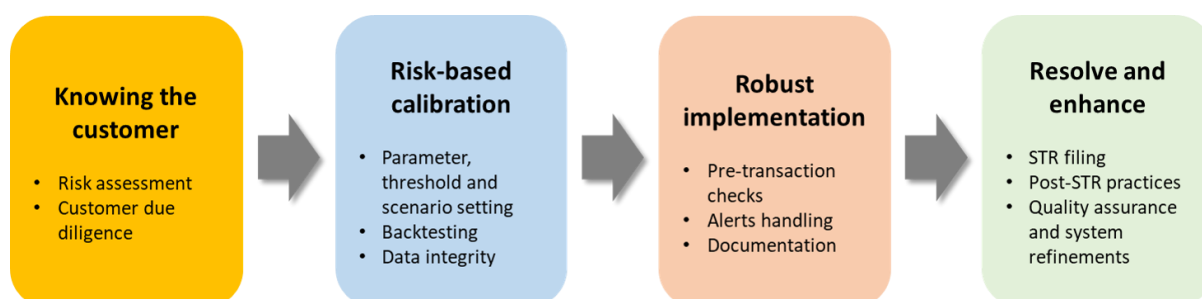 Knowing the
customer
• Risk assessment
• Customer due
diligence
Risk-based
calibration
• Parameter,
threshold and
scenario setting
• Backtesting
• Data integrity
Robust
implementation
• Pre-transaction
checks
• Alerts handling
• Documentation
Resolve and
enhance
• STR filing
• Post-STR practices
• Quality assurance
and system
refinements